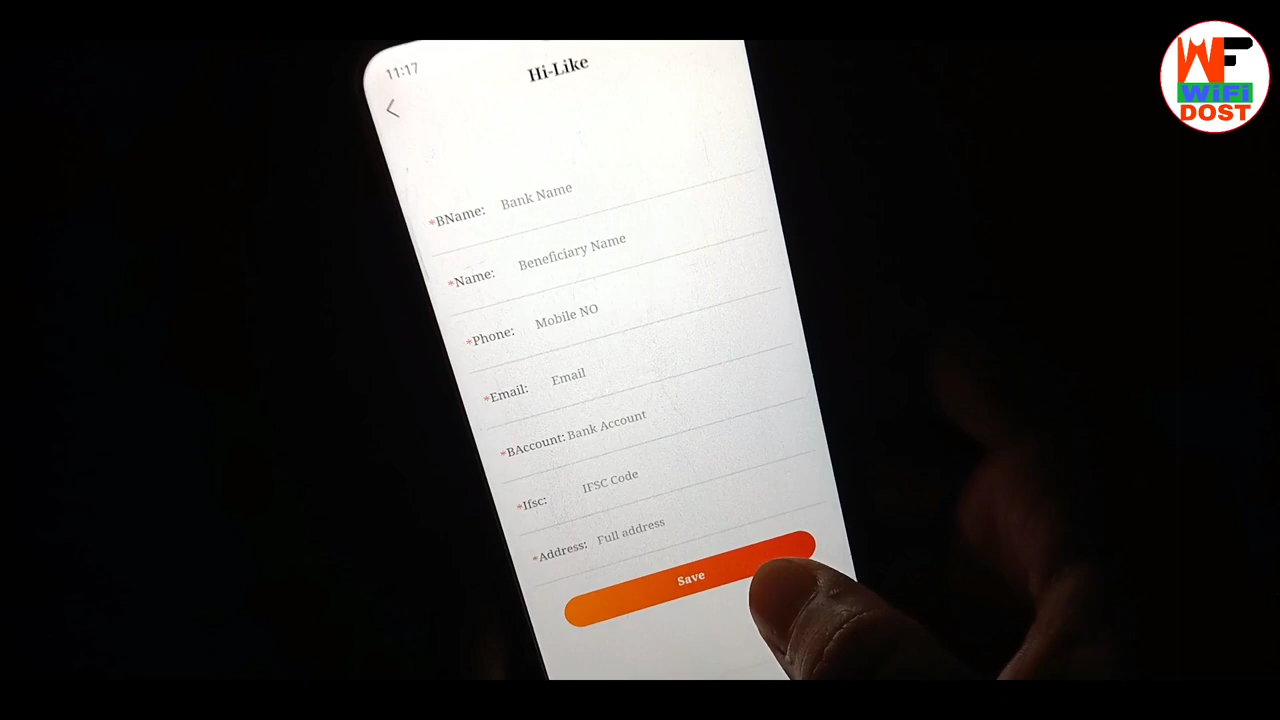 WF
WiFi
DOST
11:17
Hi-Like
*BName: Bank Name
*Name: Beneficiary Name
*Phone: Mobile NO
*Email: Email
*BAccount: Bank Account
*Ifsc: IFSC Code
*Address: Full address
Save